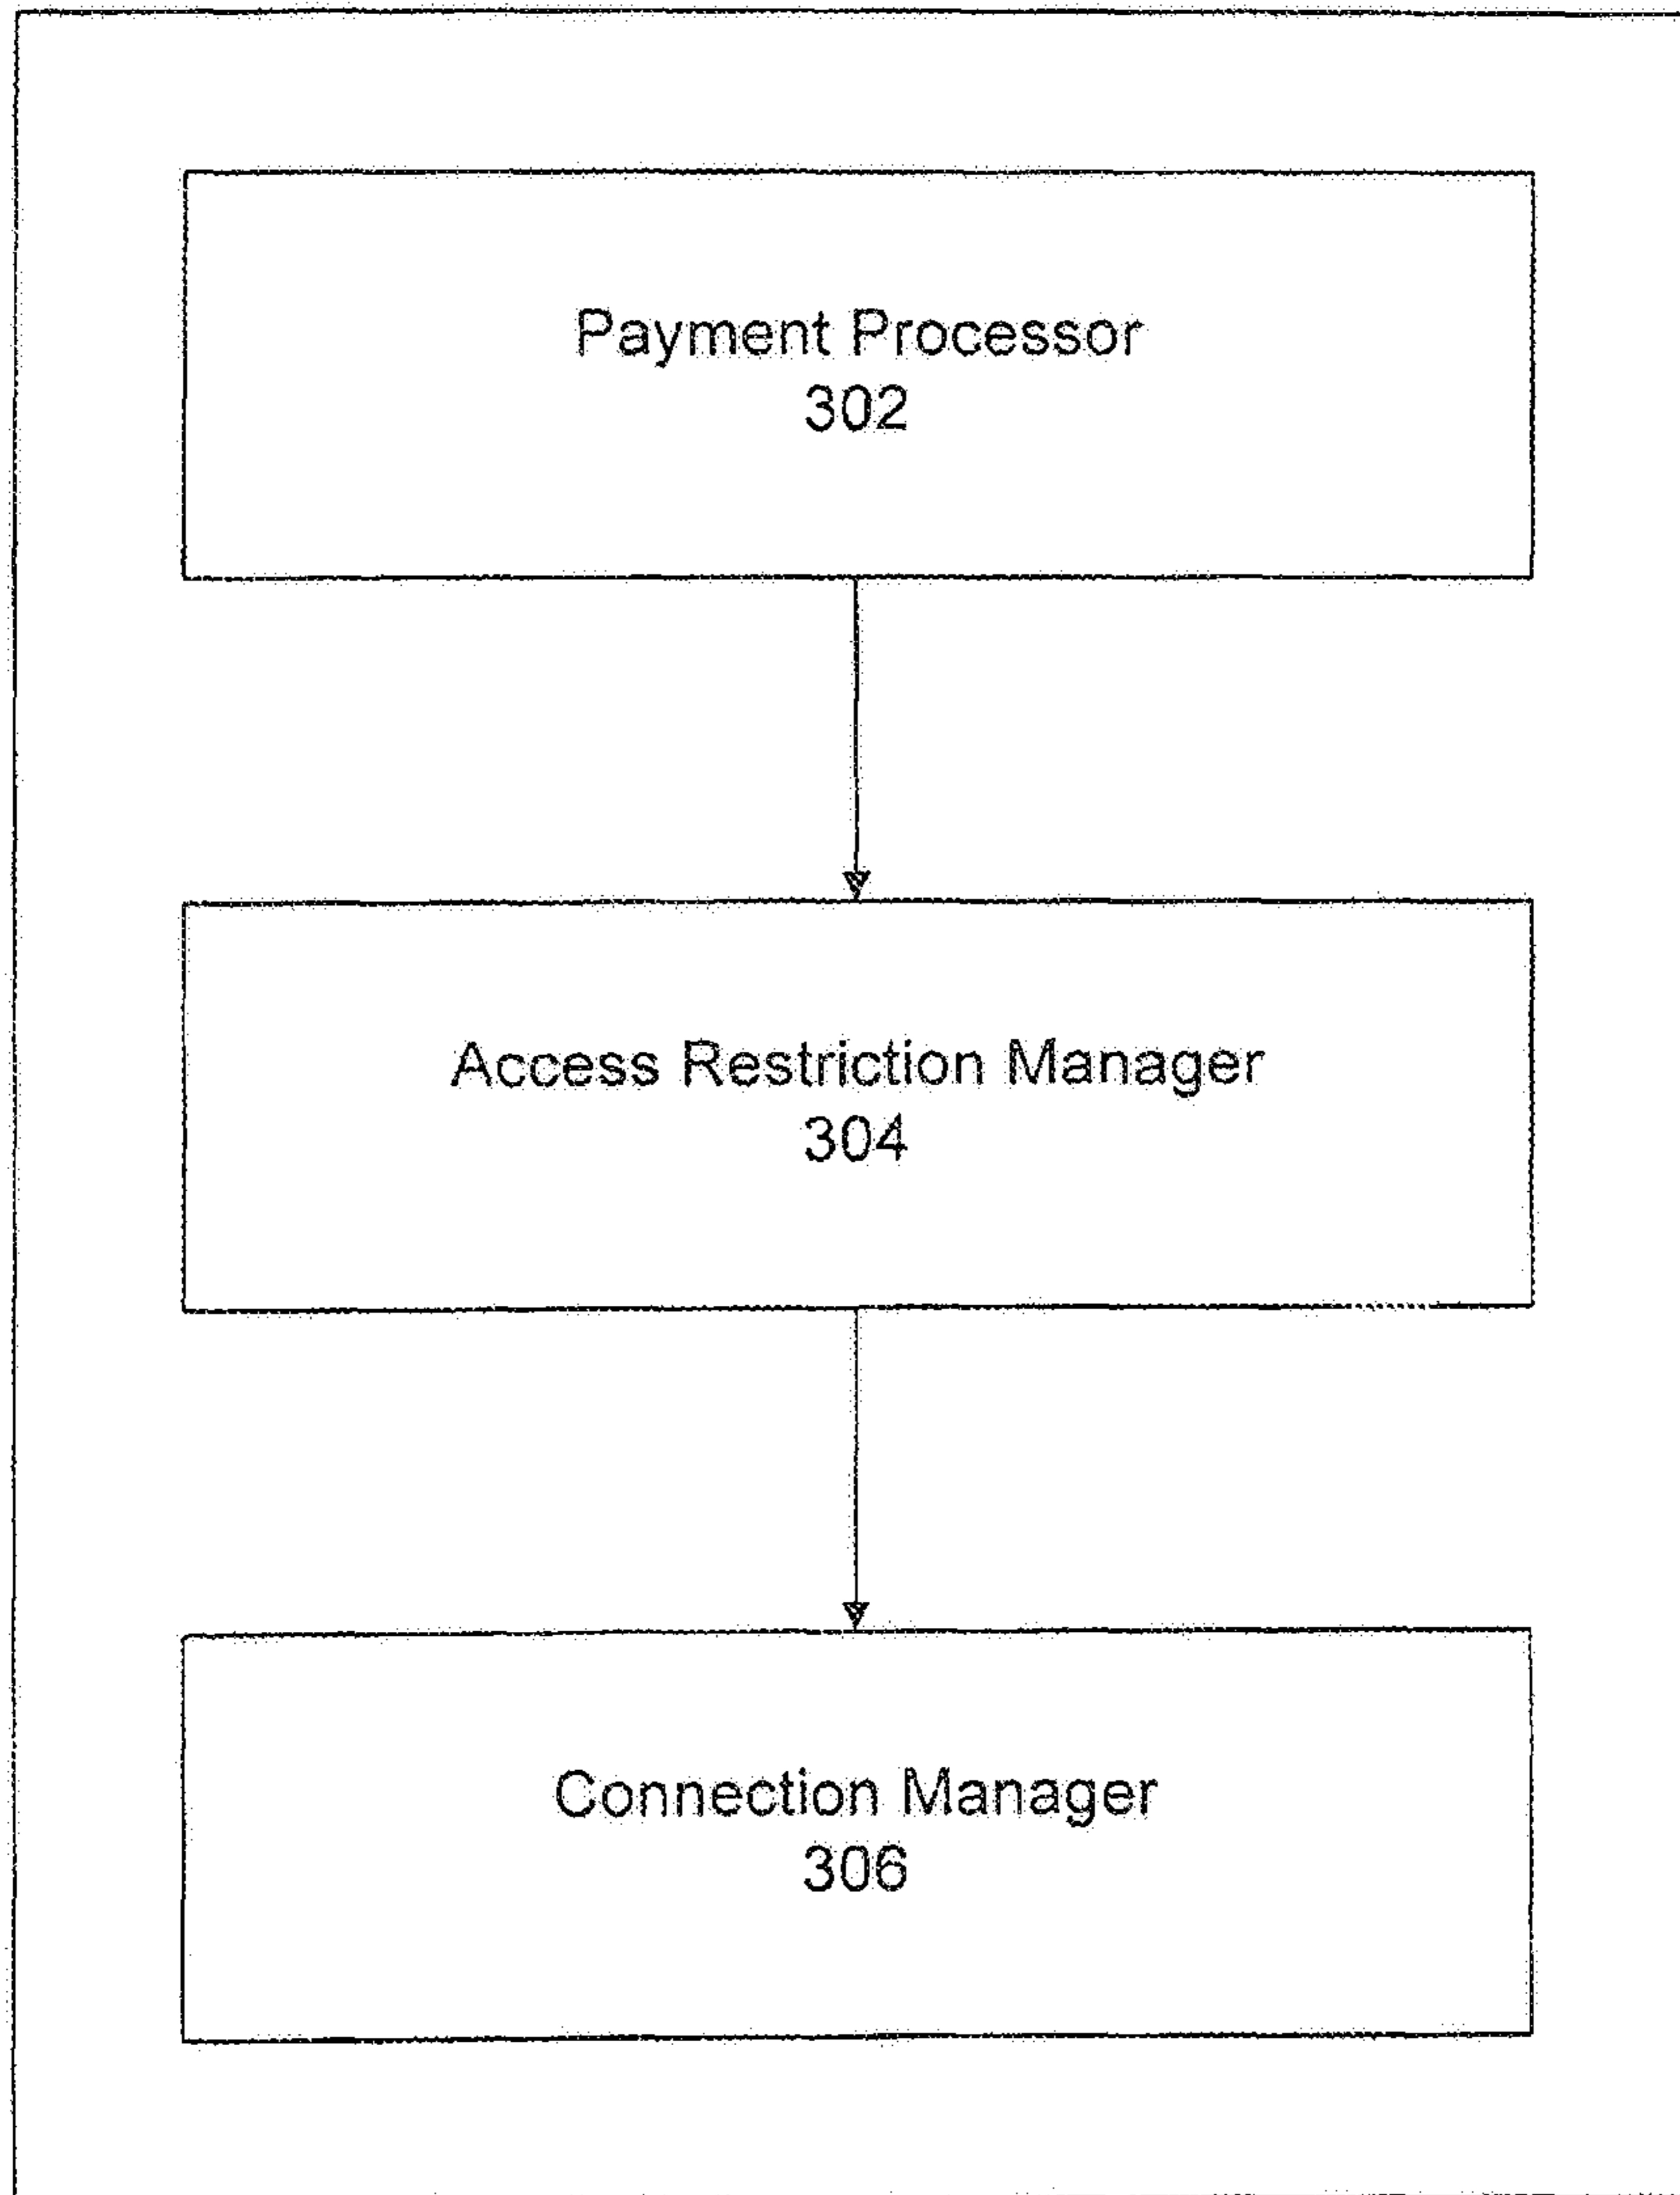 Payment Processor
302
Access Restriction Manager
304
Connection Manager
306